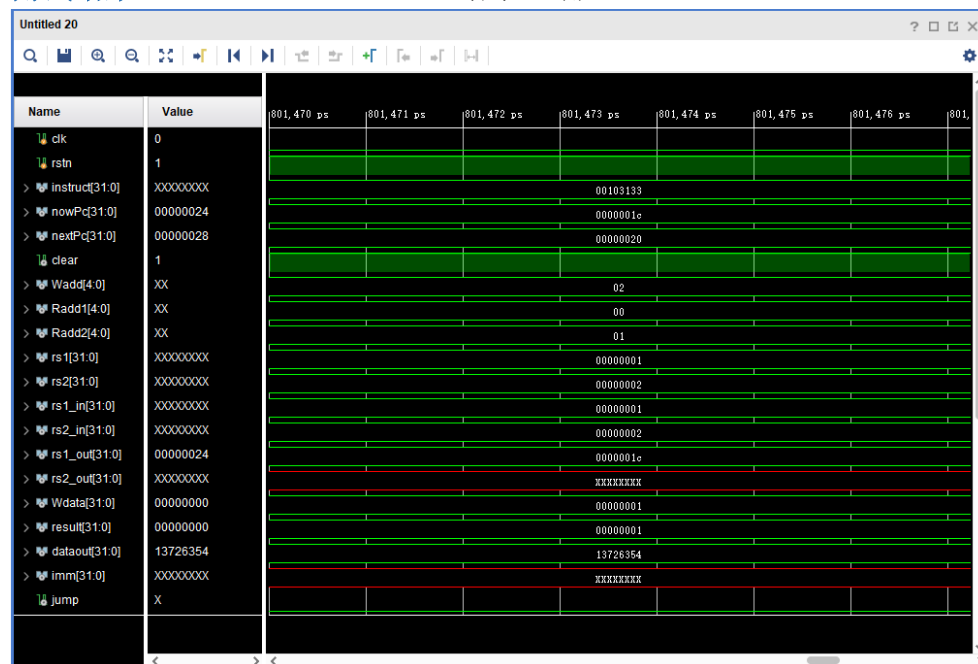 Untitled 20
Name Value 801,470 ps 801,471 ps 801,472 ps 801,473 ps 801,474 ps 801,475 ps 801,476 ps 801,
clk 0
rstn 1
instruct[31:0] XXXXXXXX 00103133
nowPc[31:0] 00000024 0000001c
nextPc[31:0] 00000028 00000020
clear 1
Wadd[4:0] XX 02
Radd1[4:0] XX 00
Radd2[4:0] XX 01
rs1[31:0] XXXXXXXX 00000001
rs2[31:0] XXXXXXXX 00000002
rs1_in[31:0] XXXXXXXX 00000001
rs2_in[31:0] XXXXXXXX 00000002
rs1_out[31:0] 00000024 0000001c
rs2_out[31:0] XXXXXXXX XXXXXXXX
Wdata[31:0] 00000000 00000001
result[31:0] 00000000 00000001
dataout[31:0] 13726354 13726354
imm[31:0] XXXXXXXX XXXXXXXX
jump X